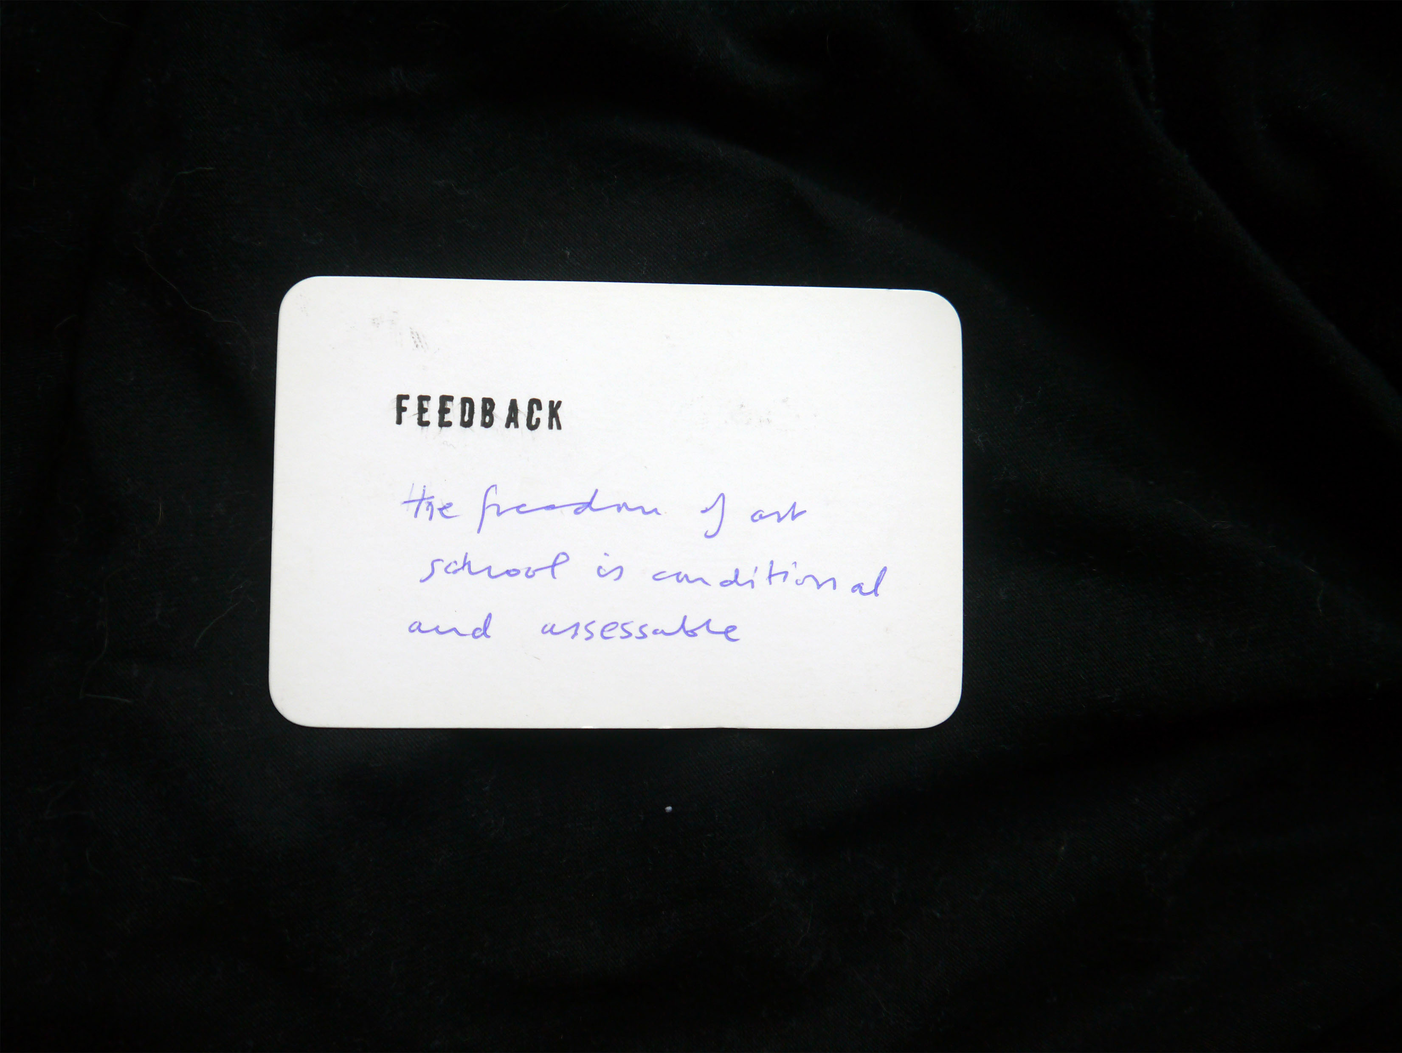 FEEDBACK
the freedom of art
school is conditional
and assessable